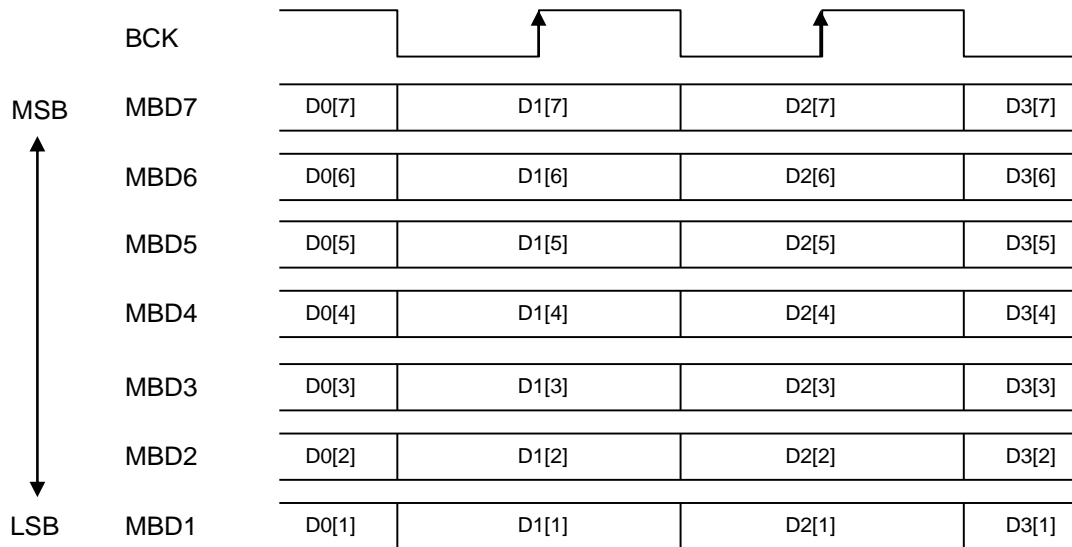 BCK
MSB MBD7 D0[7] D1[7] D2[7] D3[7]
MBD6 D0[6] D1[6] D2[6] D3[6]
MBD5 D0[5] D1[5] D2[5] D3[5]
MBD4 D0[4] D1[4] D2[4] D3[4]
MBD3 D0[3] D1[3] D2[3] D3[3]
MBD2 D0[2] D1[2] D2[2] D3[2]
LSB MBD1 D0[1] D1[1] D2[1] D3[1]